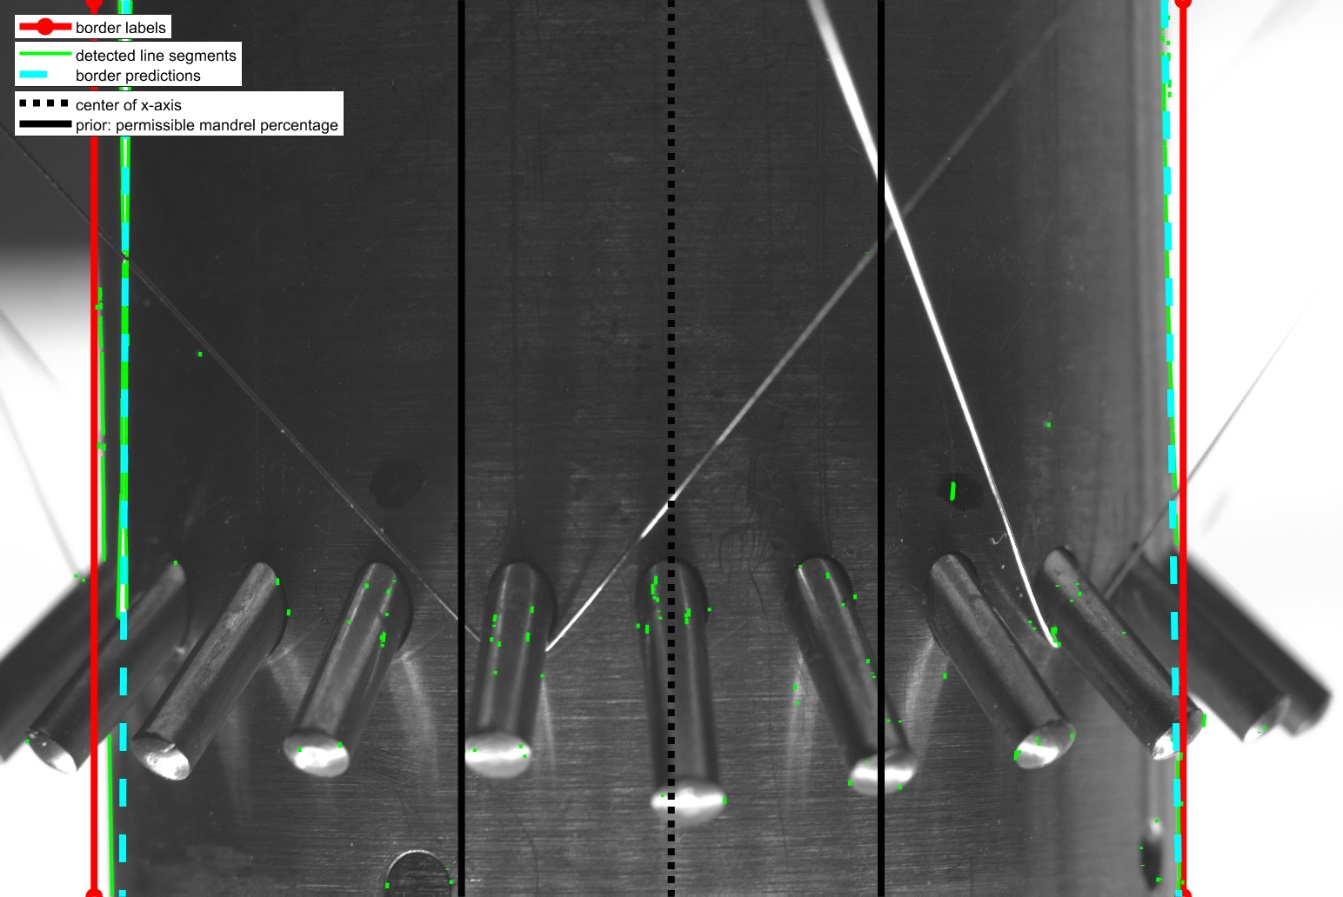 border labels
detected line segments
border predictions
center of x-axis
prior: permissible mandrel percentage